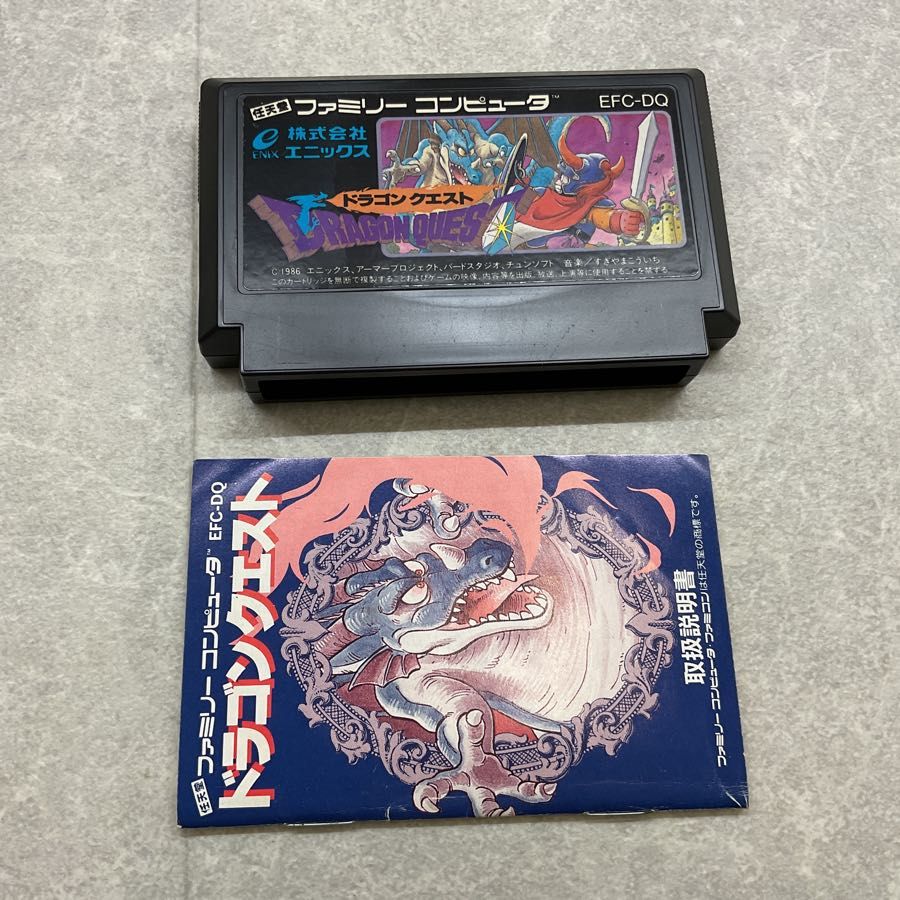 任天堂 ファミリー コンピュータ™ EFC-DQ
e 株式会社
ENIX エニックス
ドラゴンクエスト
DRAGON QUEST
©1986 エニックス、アーマープロジェクト、バードスタジオ、チュンソフト 音楽/すぎやまこういち
このカートリッジを無断で複製することおよびゲームの映像、内容等を出版、放送、上演等に使用することを禁ずる。
任天堂 ファミリー コンピュータ™ EFC-DQ
ドラゴンクエスト
取扱説明書
ファミリー コンピュータ・ファミコンは任天堂の商標です。